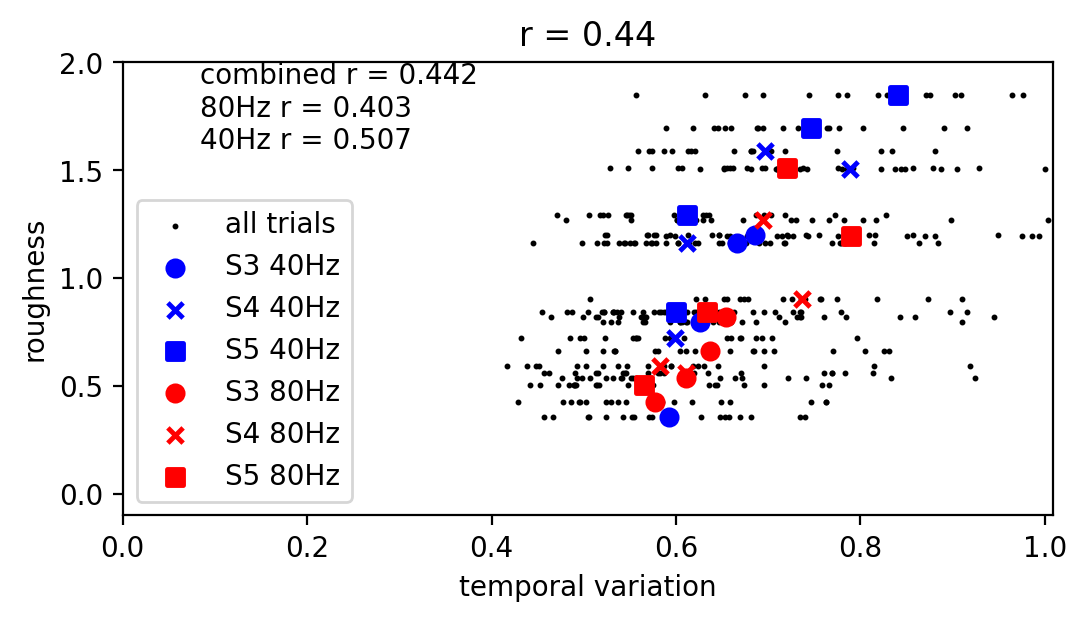 r = 0.44
combined r = 0.442
80Hz r = 0.403
40Hz r = 0.507
all trials
S3 40Hz
S4 40Hz
S5 40Hz
S3 80Hz
S4 80Hz
S5 80Hz
roughness
2.0
1.5
1.0
0.5
0.0
0.0 0.2 0.4 0.6 0.8 1.0
temporal variation